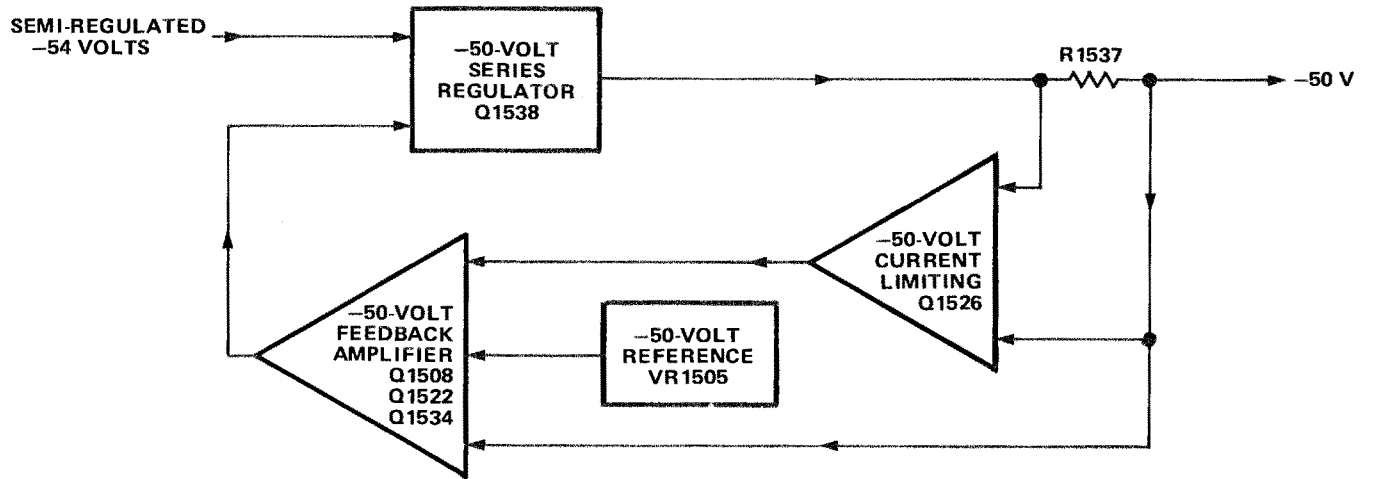 SEMI-REGULATED
–54 VOLTS
–50-VOLT
SERIES
REGULATOR
Q1538
R1537
–50 V
–50-VOLT
CURRENT
LIMITING
Q1526
–50-VOLT
FEEDBACK
AMPLIFIER
Q1508
Q1522
Q1534
–50-VOLT
REFERENCE
VR1505